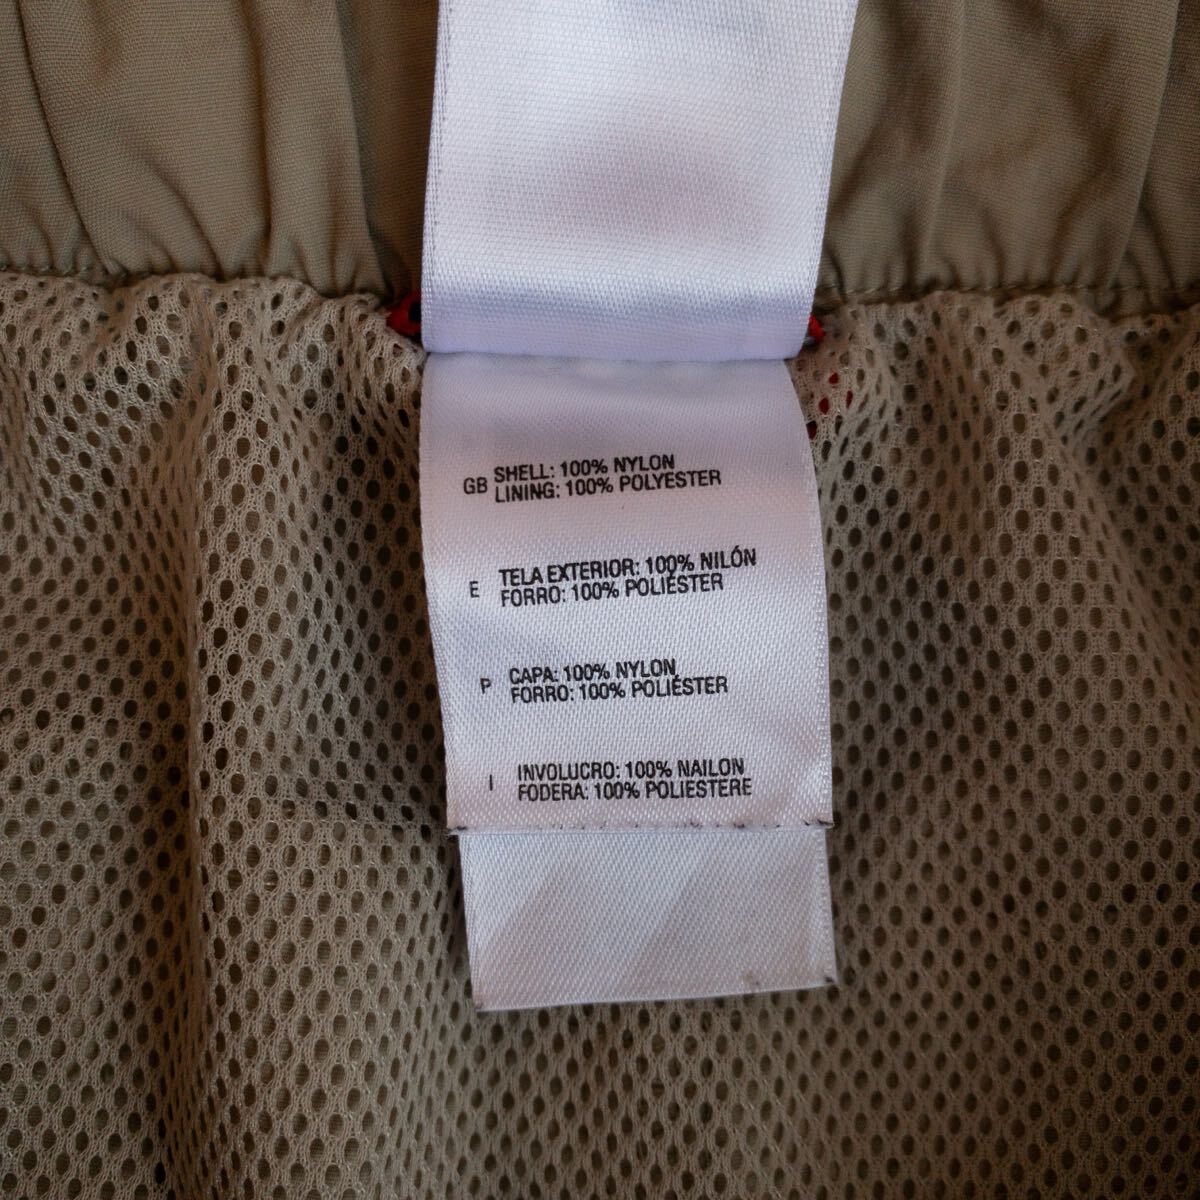 GB SHELL: 100% NYLON
LINING: 100% POLYESTER
E TELA EXTERIOR: 100% NILÓN
FORRO: 100% POLIÉSTER
P CAPA: 100% NYLON
FORRO: 100% POLIÉSTER
I INVOLUCRO: 100% NAILON
FODERA: 100% POLIESTERE